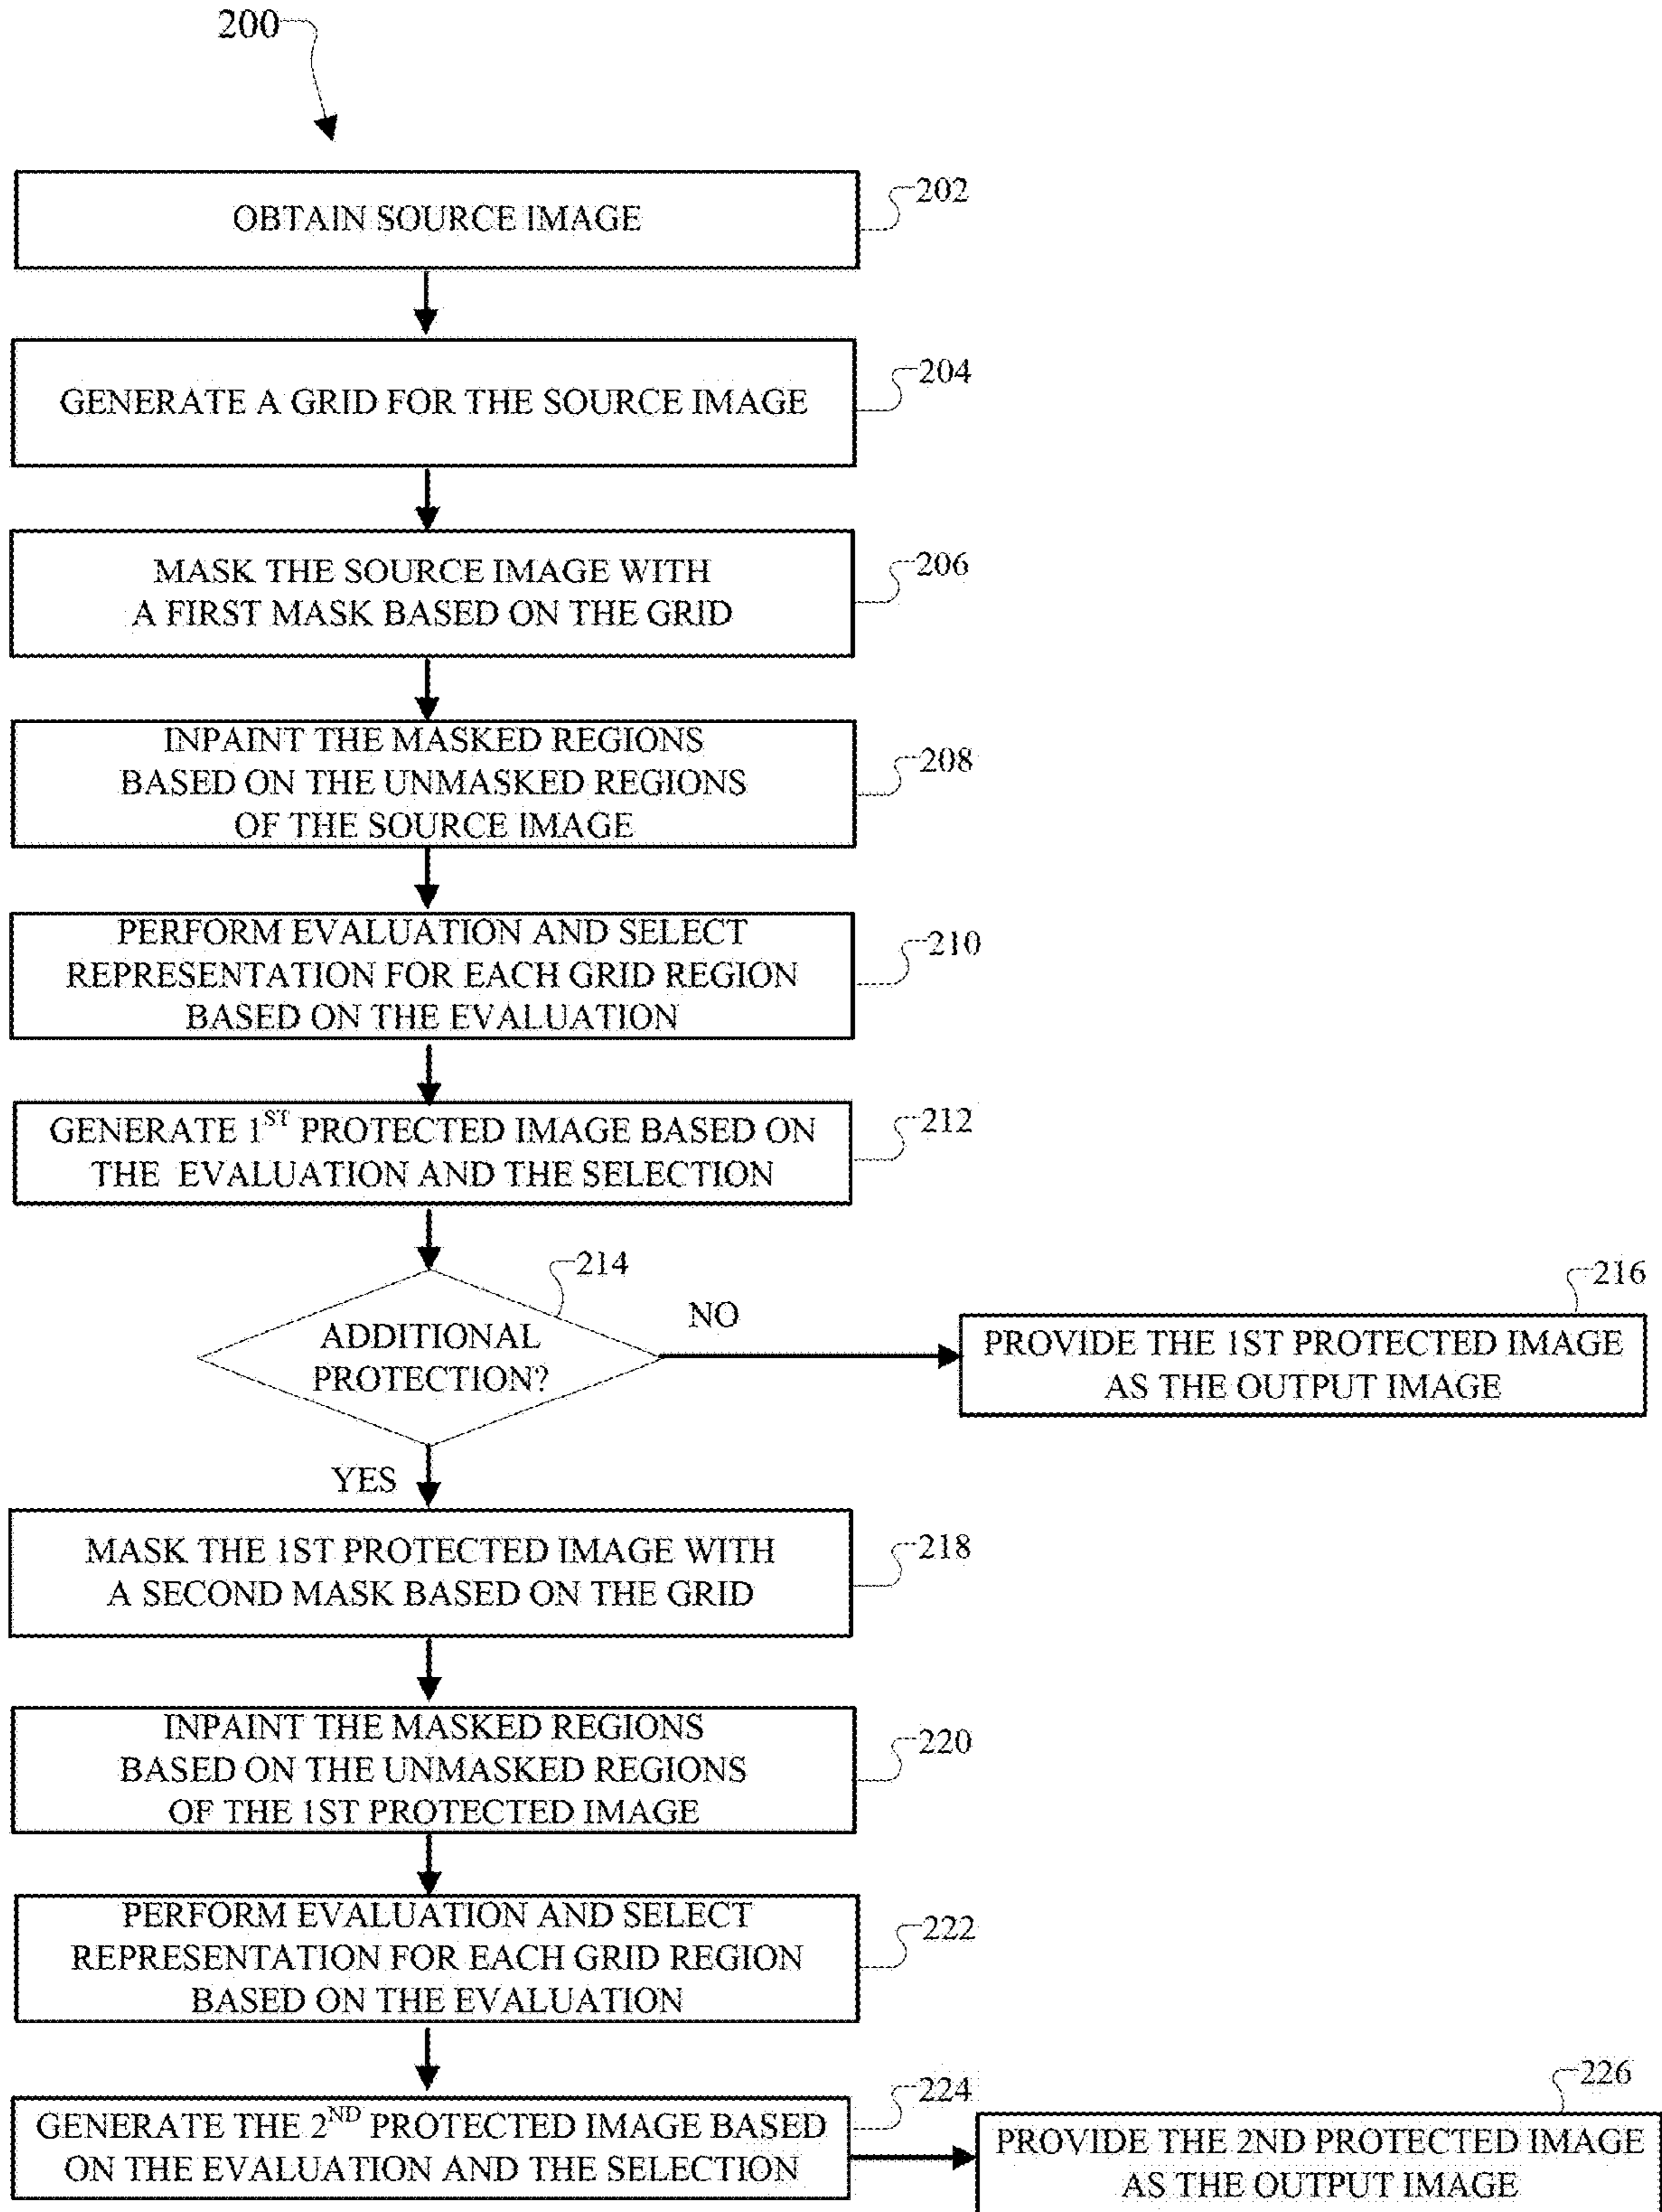 200
OBTAIN SOURCE IMAGE
202
GENERATE A GRID FOR THE SOURCE IMAGE
204
MASK THE SOURCE IMAGE WITH
A FIRST MASK BASED ON THE GRID
206
INPAINT THE MASKED REGIONS
BASED ON THE UNMASKED REGIONS
OF THE SOURCE IMAGE
208
PERFORM EVALUATION AND SELECT
REPRESENTATION FOR EACH GRID REGION
BASED ON THE EVALUATION
210
GENERATE 1ST PROTECTED IMAGE BASED ON
THE EVALUATION AND THE SELECTION
212
ADDITIONAL
PROTECTION?
214
NO
PROVIDE THE 1ST PROTECTED IMAGE
AS THE OUTPUT IMAGE
216
YES
MASK THE 1ST PROTECTED IMAGE WITH
A SECOND MASK BASED ON THE GRID
218
INPAINT THE MASKED REGIONS
BASED ON THE UNMASKED REGIONS
OF THE 1ST PROTECTED IMAGE
220
PERFORM EVALUATION AND SELECT
REPRESENTATION FOR EACH GRID REGION
BASED ON THE EVALUATION
222
GENERATE THE 2ND PROTECTED IMAGE BASED
ON THE EVALUATION AND THE SELECTION
224
PROVIDE THE 2ND PROTECTED IMAGE
AS THE OUTPUT IMAGE
226